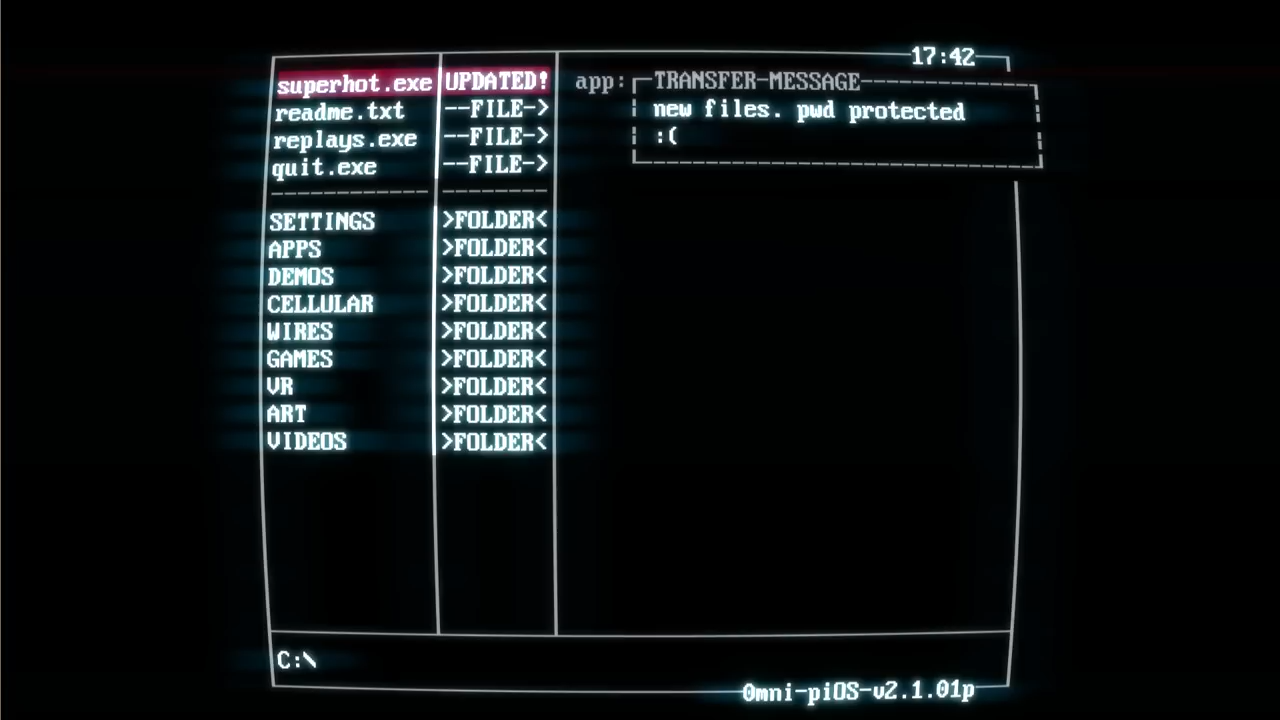 17:42
superhot.exe UPDATED! app: TRANSFER-MESSAGE
readme.txt --FILE-> new files. pwd protected
replays.exe --FILE-> :(
quit.exe --FILE->
SETTINGS >FOLDER<
APPS >FOLDER<
DEMOS >FOLDER<
CELLULAR >FOLDER<
WIRES >FOLDER<
GAMES >FOLDER<
VR >FOLDER<
ART >FOLDER<
VIDEOS >FOLDER<
C:\
0mni-piOS-v2.1.01p